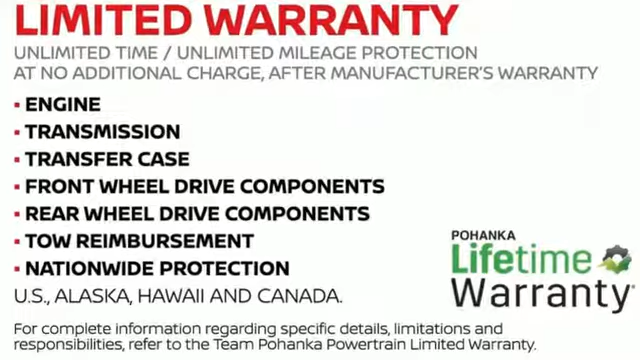 LIMITED WARRANTY
UNLIMITED TIME / UNLIMITED MILEAGE PROTECTION
AT NO ADDITIONAL CHARGE, AFTER MANUFACTURER'S WARRANTY
▪ ENGINE
▪ TRANSMISSION
▪ TRANSFER CASE
▪ FRONT WHEEL DRIVE COMPONENTS
▪ REAR WHEEL DRIVE COMPONENTS
▪ TOW REIMBURSEMENT
▪ NATIONWIDE PROTECTION
U.S., ALASKA, HAWAII AND CANADA.
POHANKA
Lifetime
Warranty
For complete information regarding specific details, limitations and
responsibilities, refer to the Team Pohanka Powertrain Limited Warranty.